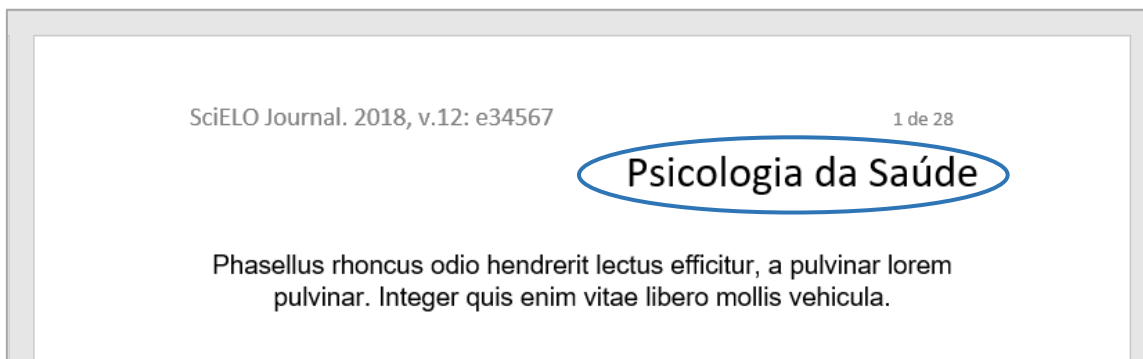 SciELO Journal. 2018, v.12: e34567 1 de 28
Psicologia da Saúde
Phasellus rhoncus odio hendrerit lectus efficitur, a pulvinar lorem
pulvinar. Integer quis enim vitae libero mollis vehicula.